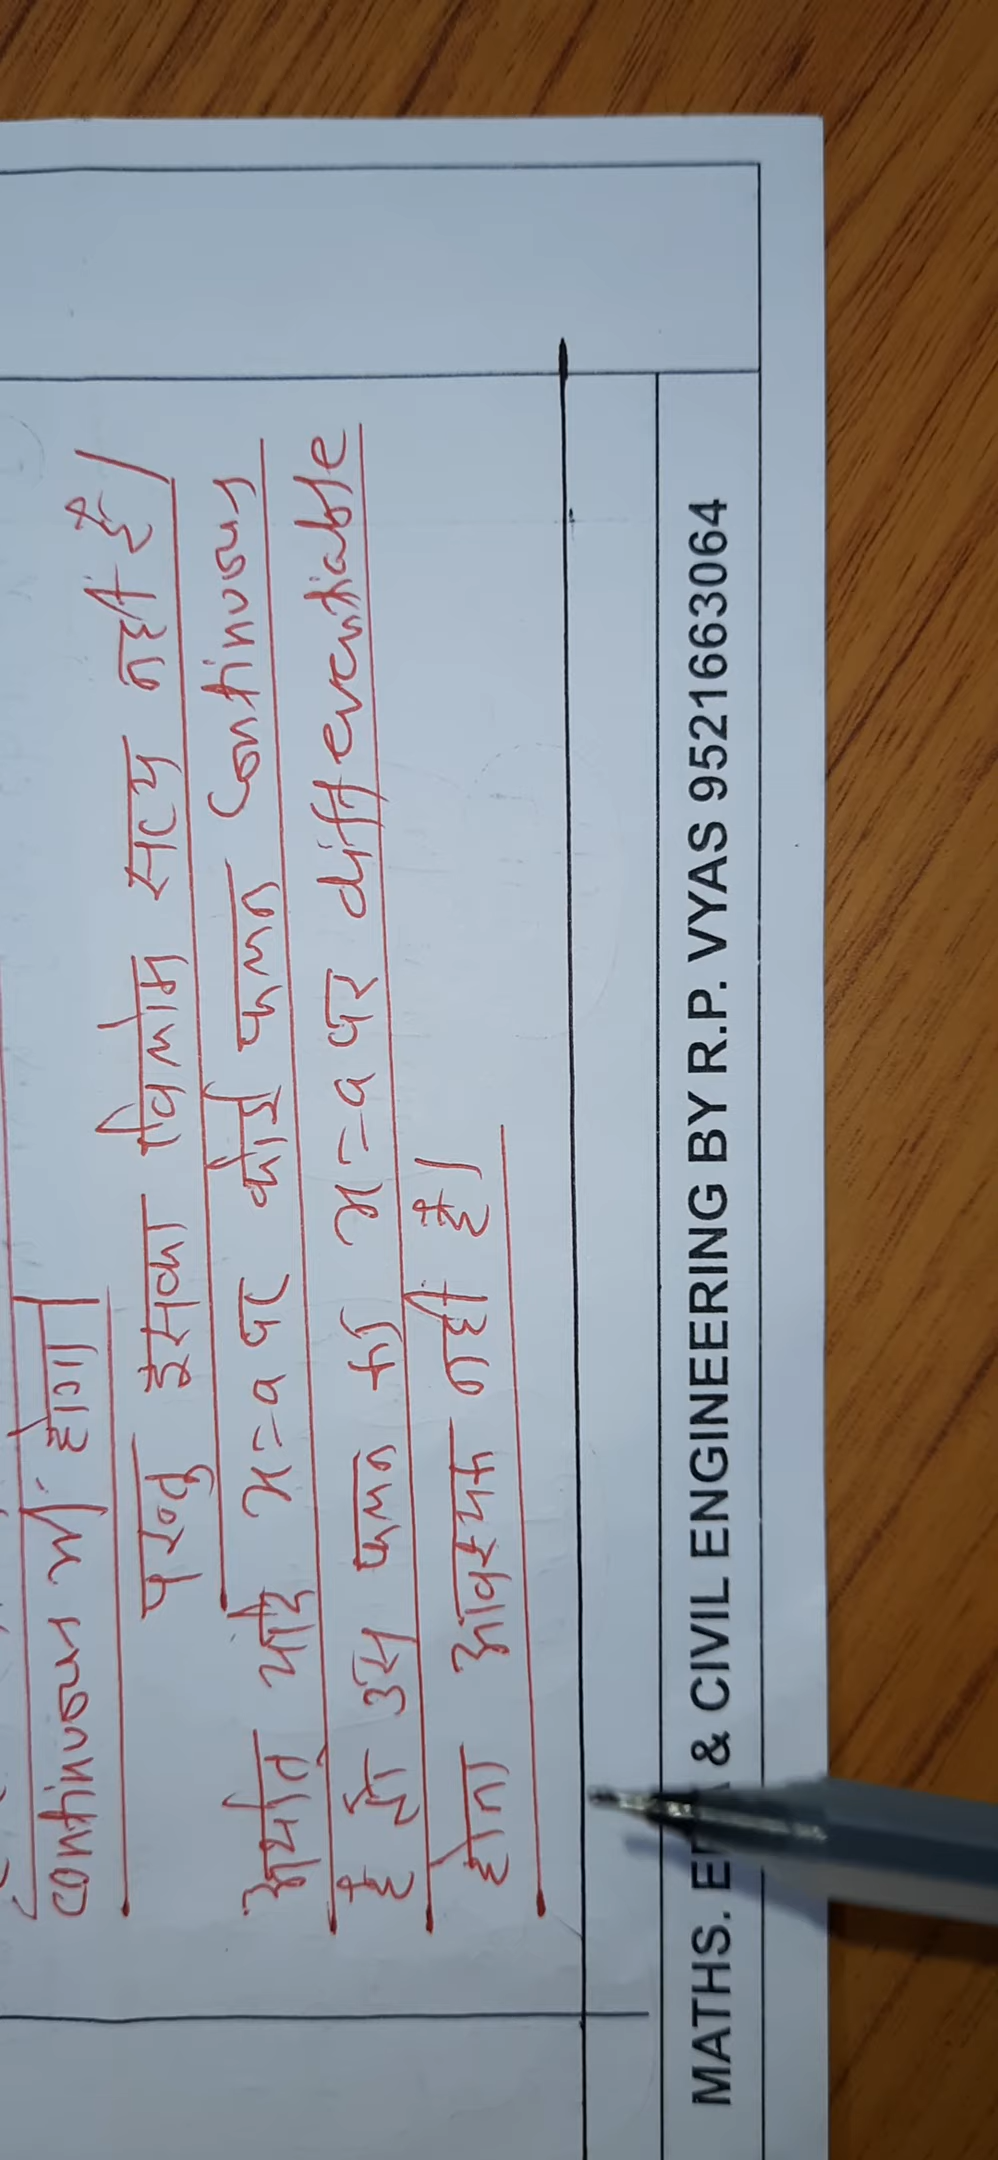 continuous भी होगा
परन्तु इसका विलोम सत्य नहीं है।
अर्थात यदि x=a पर कोई फलन continuous
है तो उस फलन का x=a पर differentiable
होना आवश्यक नहीं है।
MATHS. E & CIVIL ENGINEERING BY R.P. VYAS 9521663064